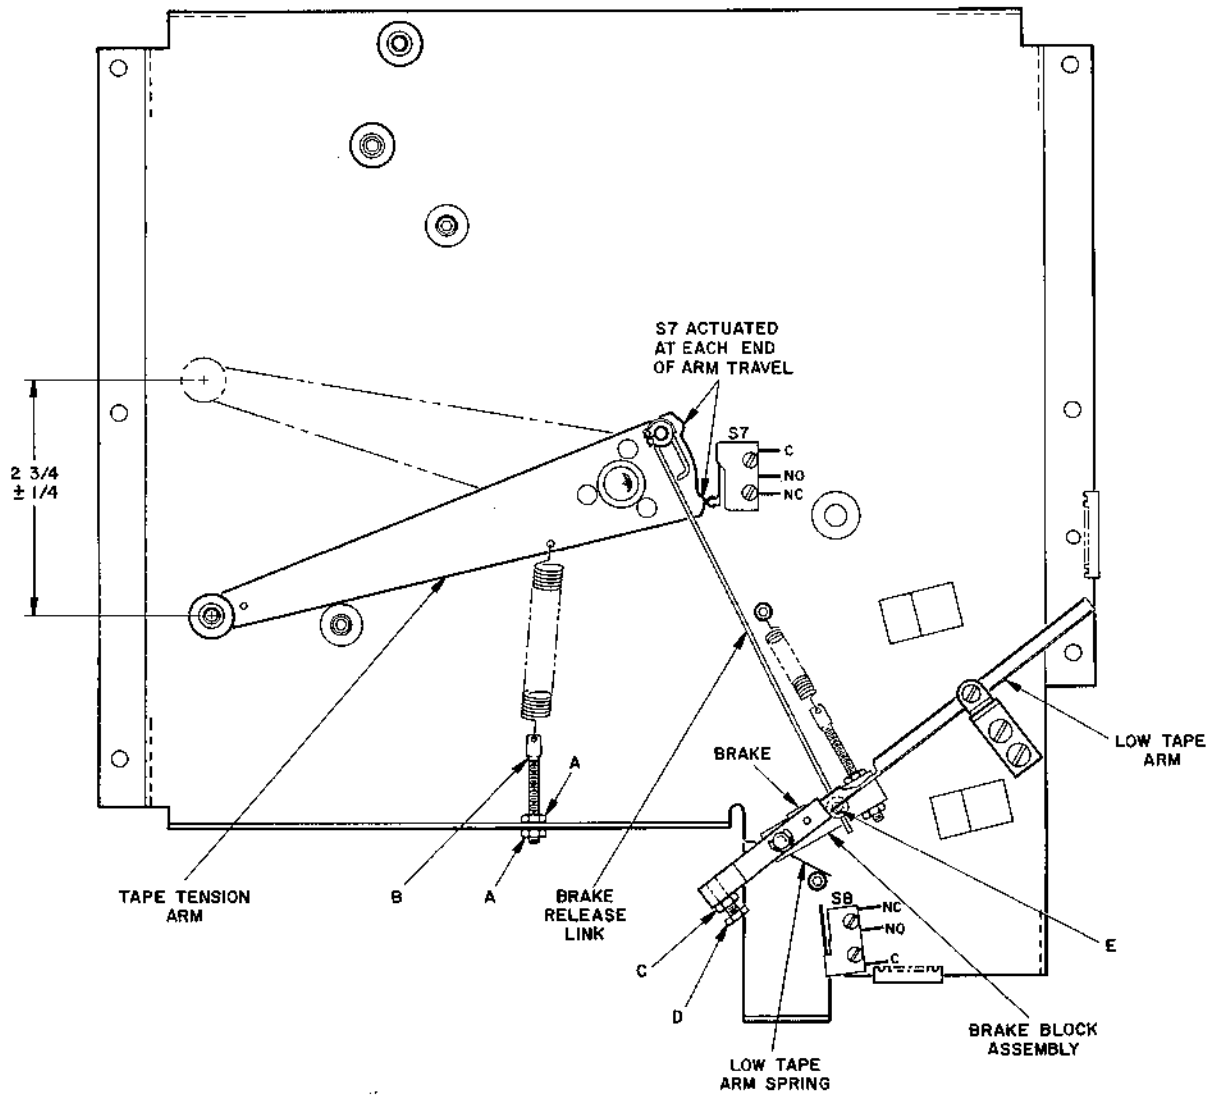 S7 ACTUATED
AT EACH END
OF ARM TRAVEL
S7
C
NO
NC
2 3/4
± 1/4
LOW TAPE
ARM
BRAKE
A
TAPE TENSION
ARM
B
A
BRAKE
RELEASE
LINK
S8
NC
NO
C
E
C
D
BRAKE BLOCK
ASSEMBLY
LOW TAPE
ARM SPRING